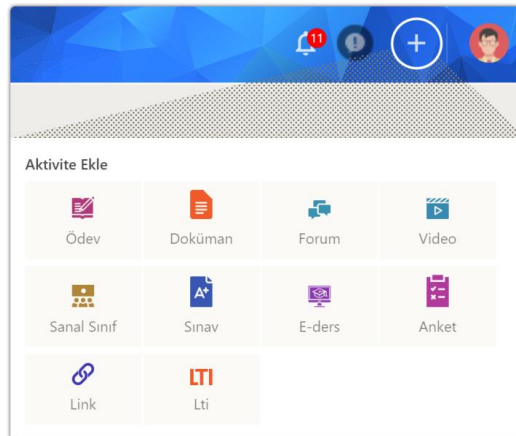 11
Aktivite Ekle
Ödev Doküman Forum Video
A+
Sanal Sınıf Sınav E-ders Anket
LTI
Link Lti